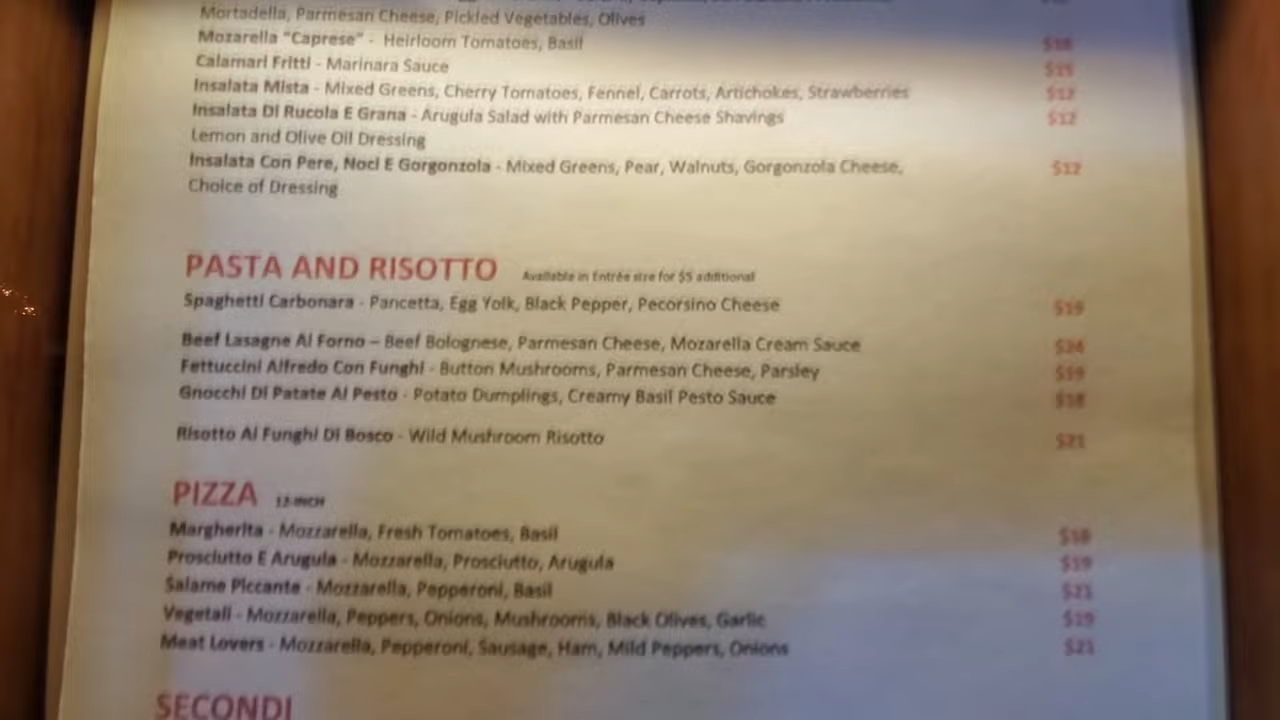 Mortadella, Parmesan Cheese, Pickled Vegetables, Olives
Mozarella "Caprese" - Heirloom Tomatoes, Basil $18
Calamari Fritti - Marinara Sauce $15
Insalata Mista - Mixed Greens, Cherry Tomatoes, Fennel, Carrots, Artichokes, Strawberries $12
Insalata Di Rucola E Grana - Arugula Salad with Parmesan Cheese Shavings $12
Lemon and Olive Oil Dressing
Insalata Con Pere, Noci E Gorgonzola - Mixed Greens, Pear, Walnuts, Gorgonzola Cheese, $12
Choice of Dressing
PASTA AND RISOTTO Available in Entrée size for $5 additional
Spaghetti Carbonara - Pancetta, Egg Yolk, Black Pepper, Pecorsino Cheese $19
Beef Lasagne Al Forno – Beef Bolognese, Parmesan Cheese, Mozarella Cream Sauce $24
Fettuccini Alfredo Con Funghi - Button Mushrooms, Parmesan Cheese, Parsley $19
Gnocchi Di Patate Al Pesto - Potato Dumplings, Creamy Basil Pesto Sauce $18
Risotto Ai Funghi Di Bosco - Wild Mushroom Risotto $21
PIZZA 12-INCH
Margherita - Mozzarella, Fresh Tomatoes, Basil $18
Prosciutto E Arugula - Mozzarella, Prosciutto, Arugula $19
Salame Piccante - Mozzarella, Pepperoni, Basil $21
Vegetali - Mozzarella, Peppers, Onions, Mushrooms, Black Olives, Garlic $19
Meat Lovers - Mozzarella, Pepperoni, Sausage, Ham, Mild Peppers, Onions $21
SECONDI